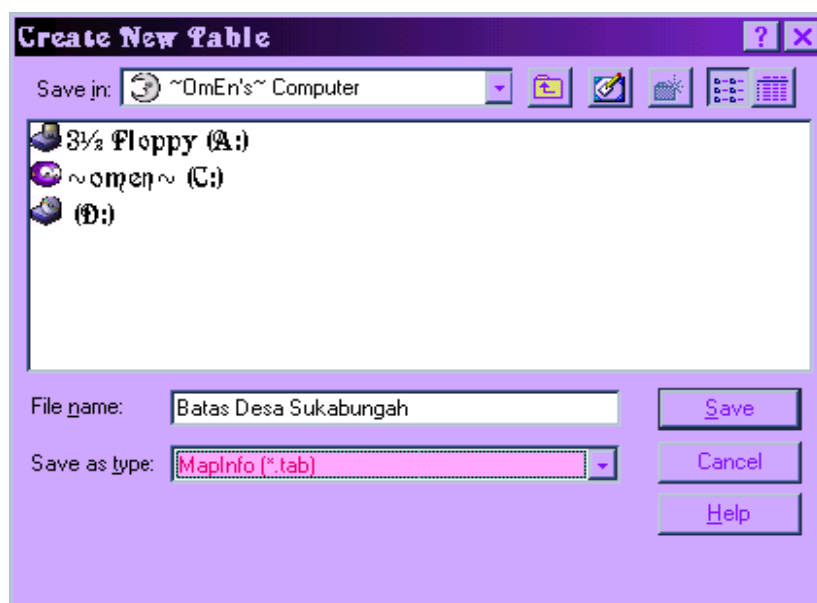 Create New Table
Save in: ~OmEn's~ Computer
3½ Floppy (A:)
~omen~ (C:)
(D:)
File name: Batas Desa Sukabungah Save
Save as type: MapInfo (*.tab) Cancel
Help